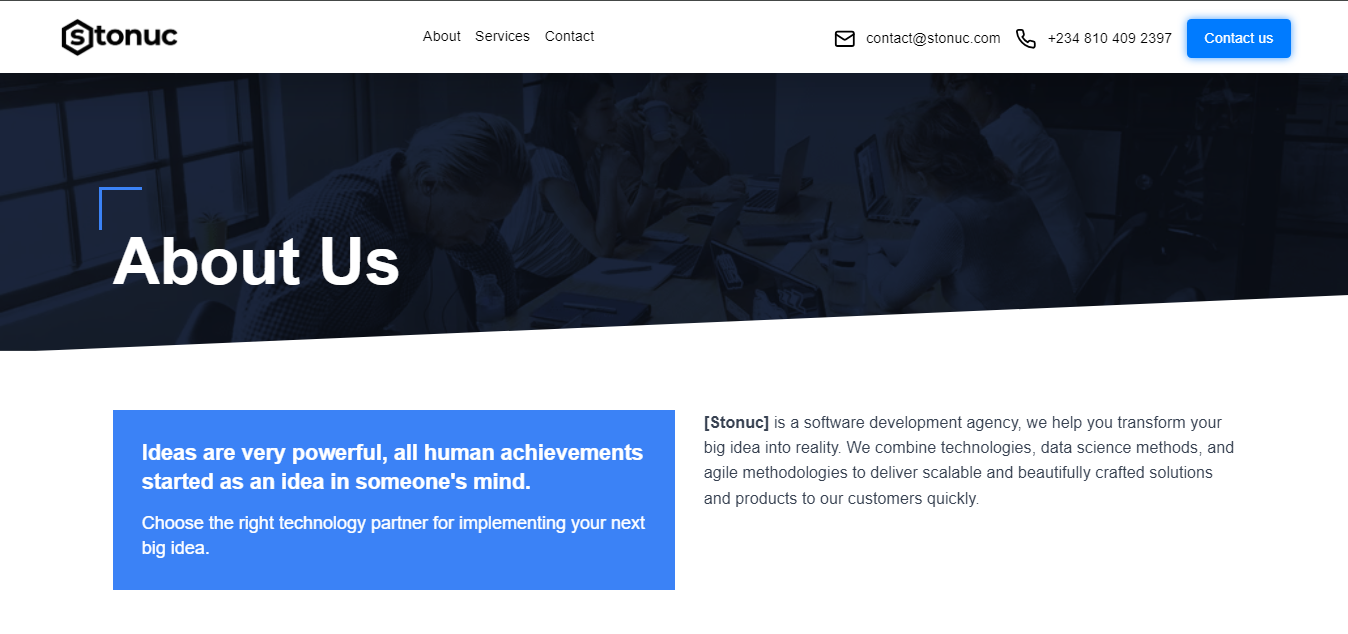 stonuc
About Services Contact
contact@stonuc.com +234 810 409 2397 Contact us
About Us
Ideas are very powerful, all human achievements
started as an idea in someone's mind.
Choose the right technology partner for implementing your next
big idea.
[Stonuc] is a software development agency, we help you transform your
big idea into reality. We combine technologies, data science methods, and
agile methodologies to deliver scalable and beautifully crafted solutions
and products to our customers quickly.